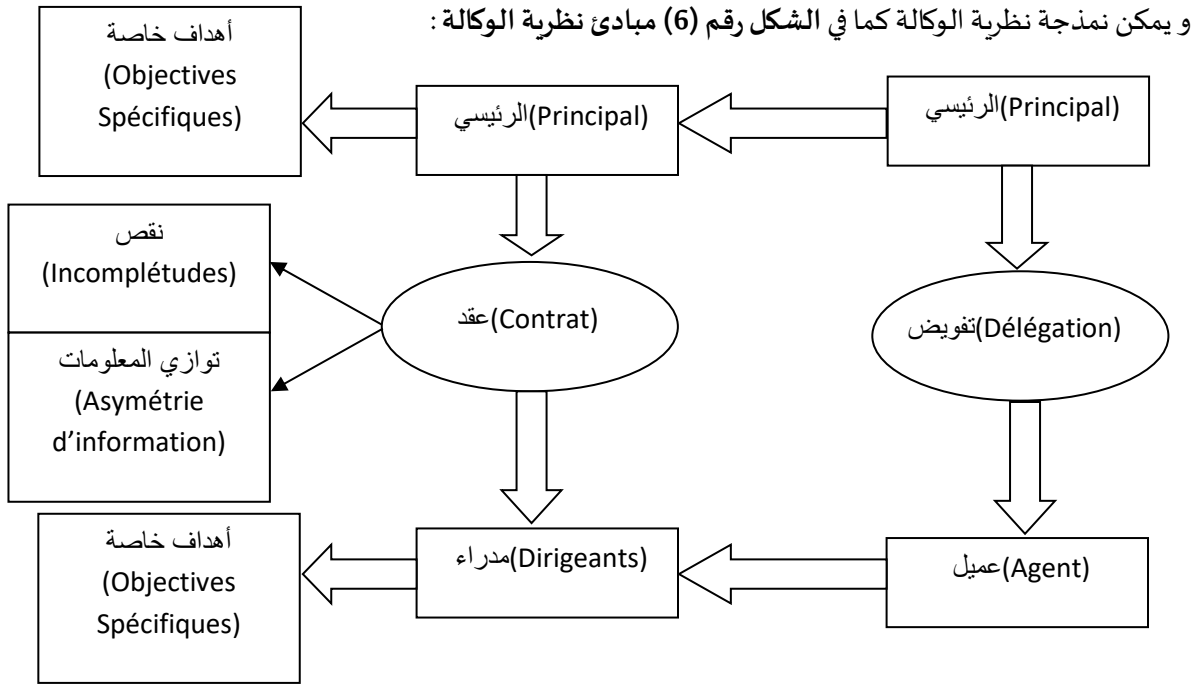 و يمكن نمذجة نظرية الوكالة كما في الشكل رقم (6) مبادئ نظرية الوكالة :
الرئيسي(Principal)
الرئيسي(Principal)
أهداف خاصة
(Objectives
Spécifiques)
تفويض(Délégation)
عقد(Contrat)
نقص
(Incomplétudes)
توازي المعلومات
(Asymétrie
d’information)
عميل(Agent)
مدراء(Dirigeants)
أهداف خاصة
(Objectives
Spécifiques)